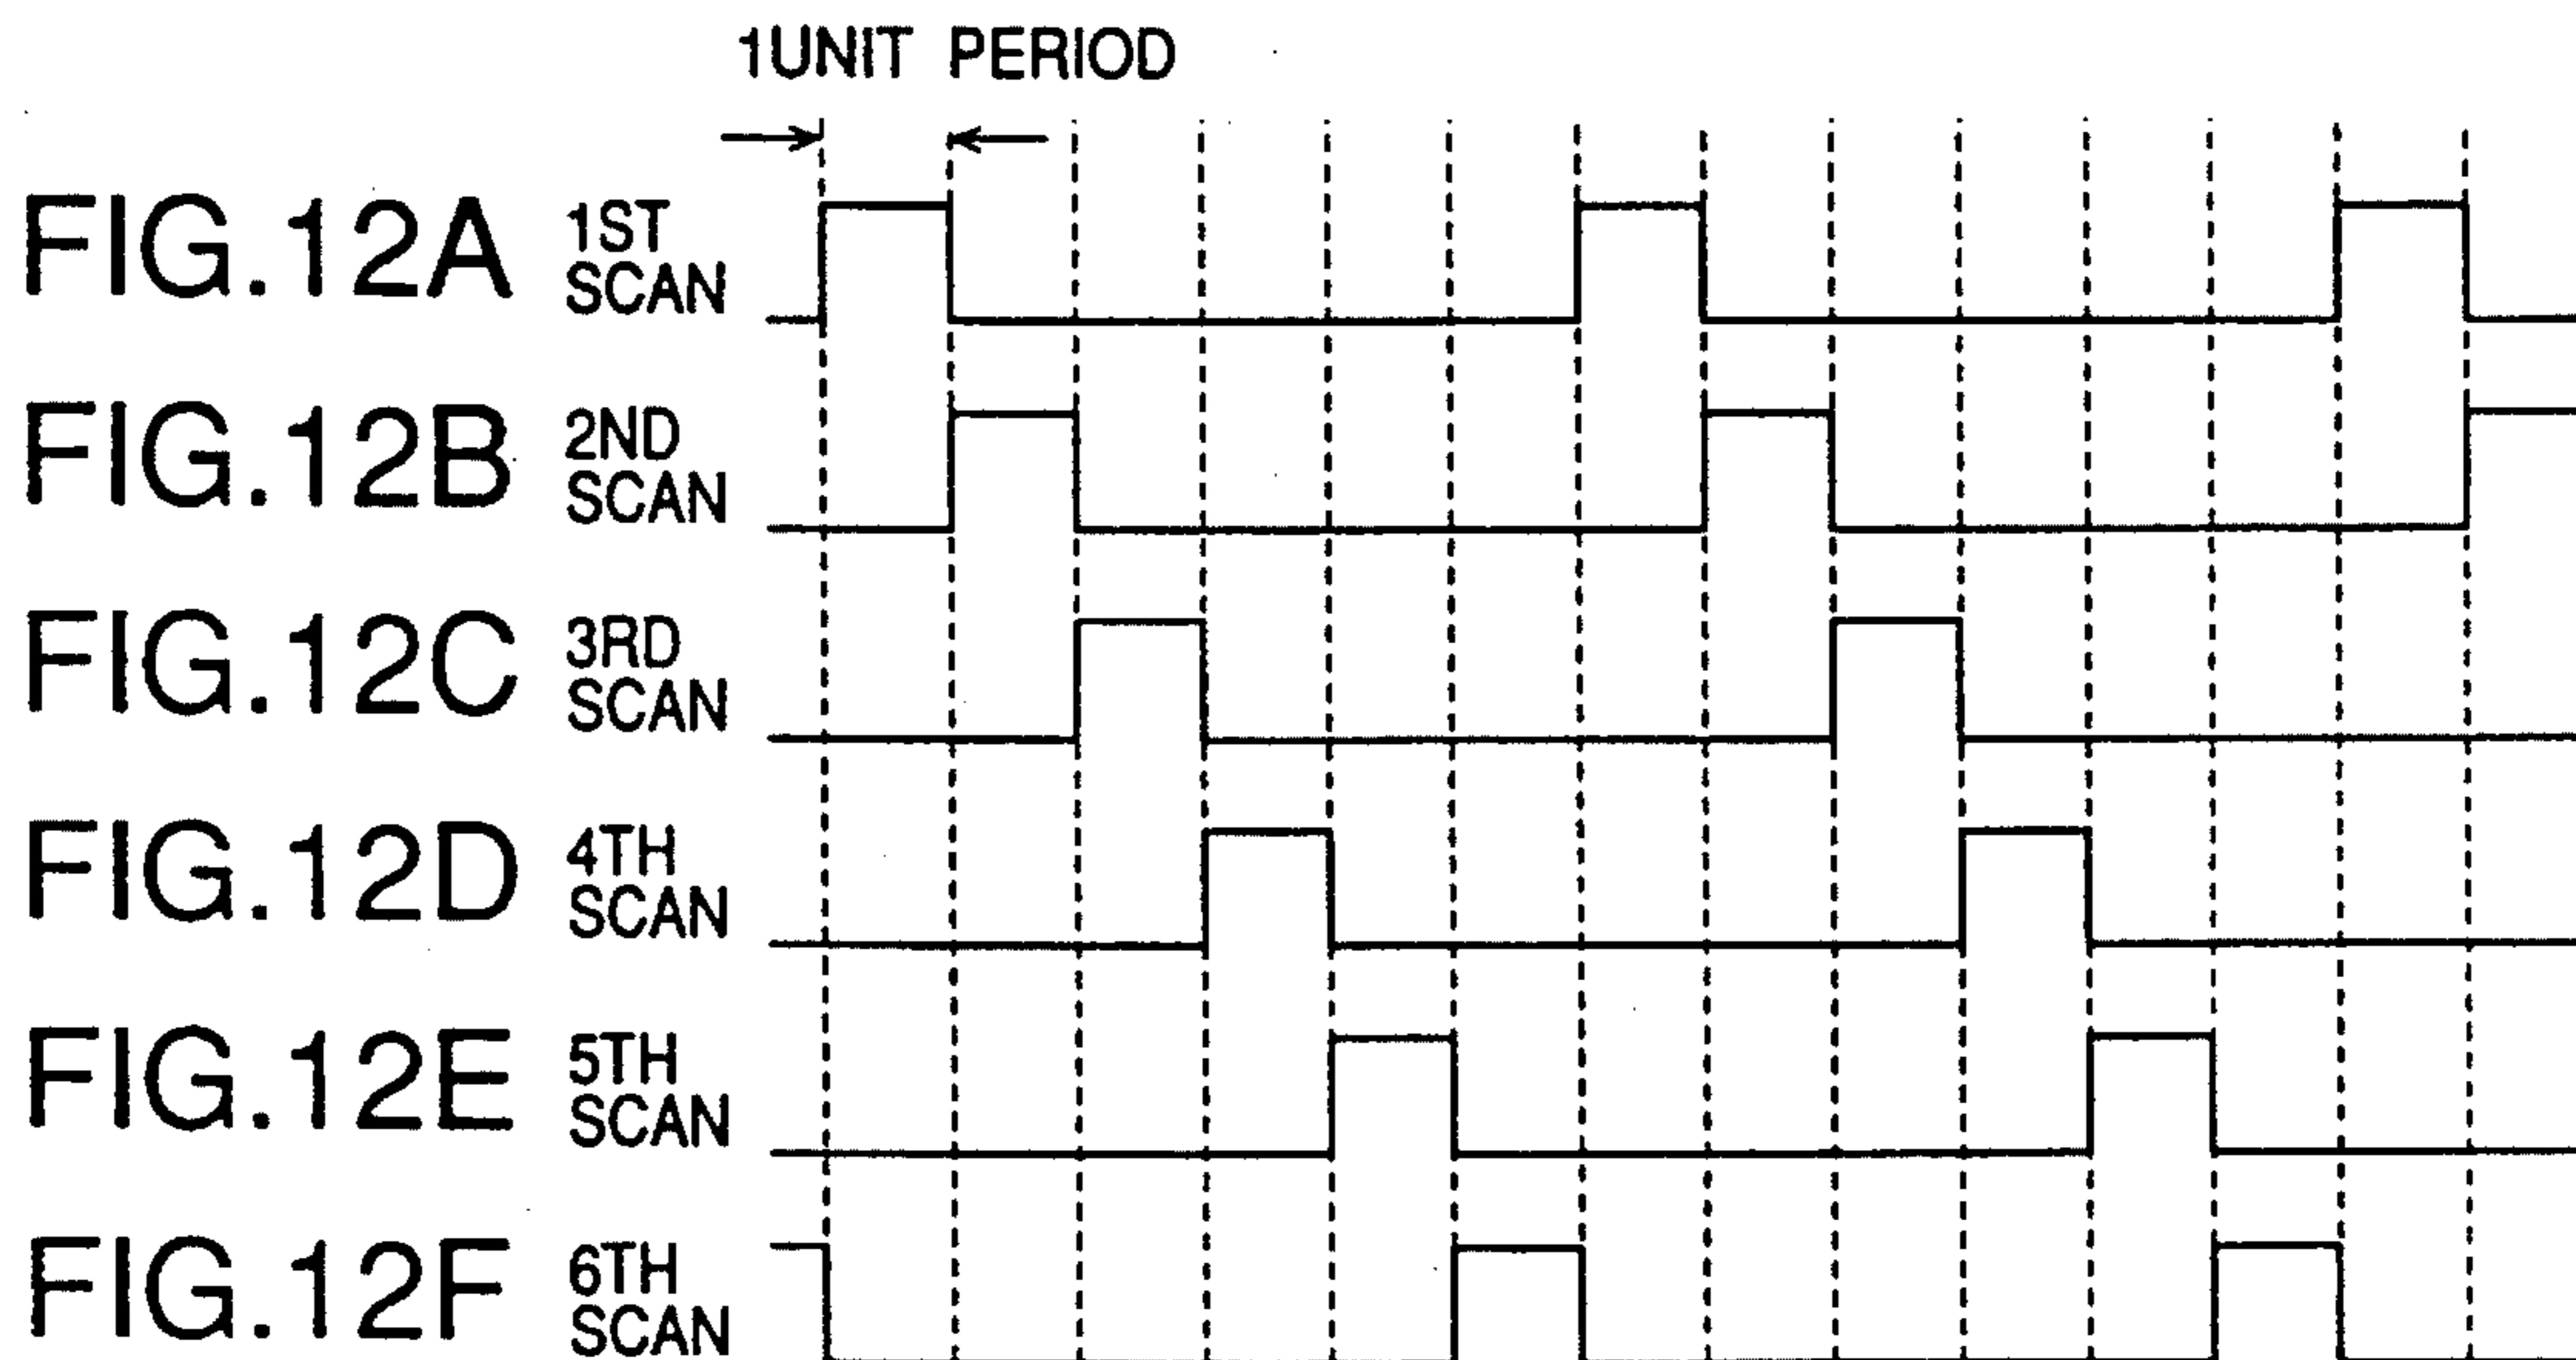 1UNIT PERIOD
FIG.12A 1ST
SCAN
FIG.12B 2ND
SCAN
FIG.12C 3RD
SCAN
FIG.12D 4TH
SCAN
FIG.12E 5TH
SCAN
FIG.12F 6TH
SCAN